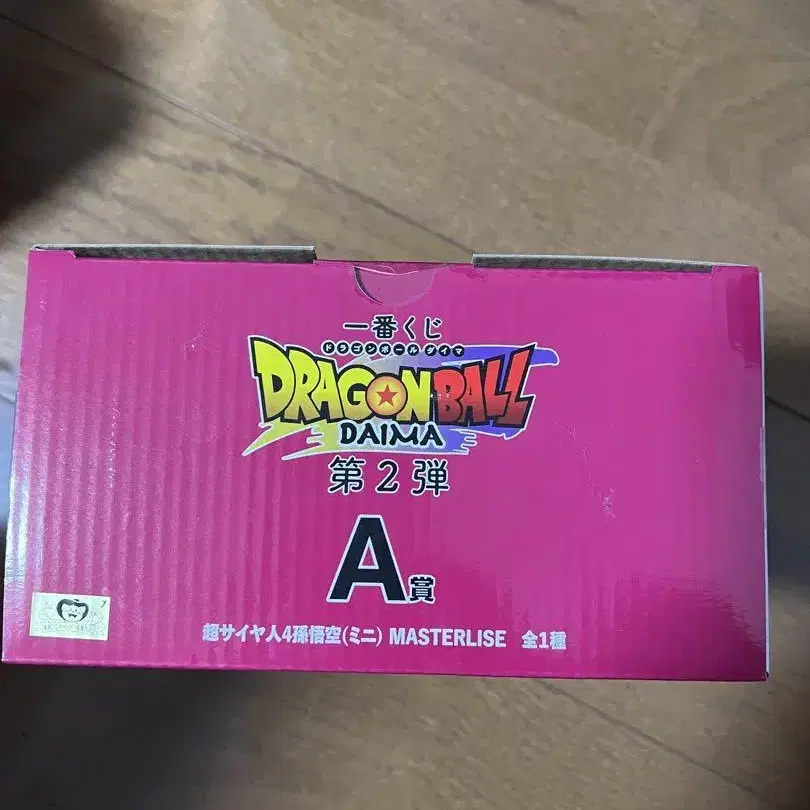 一番くじ
ドラゴンボールダイマ
DRAGON BALL
DAIMA
第2弾
A賞
超サイヤ人4孫悟空(ミニ) MASTERLISE 全1種